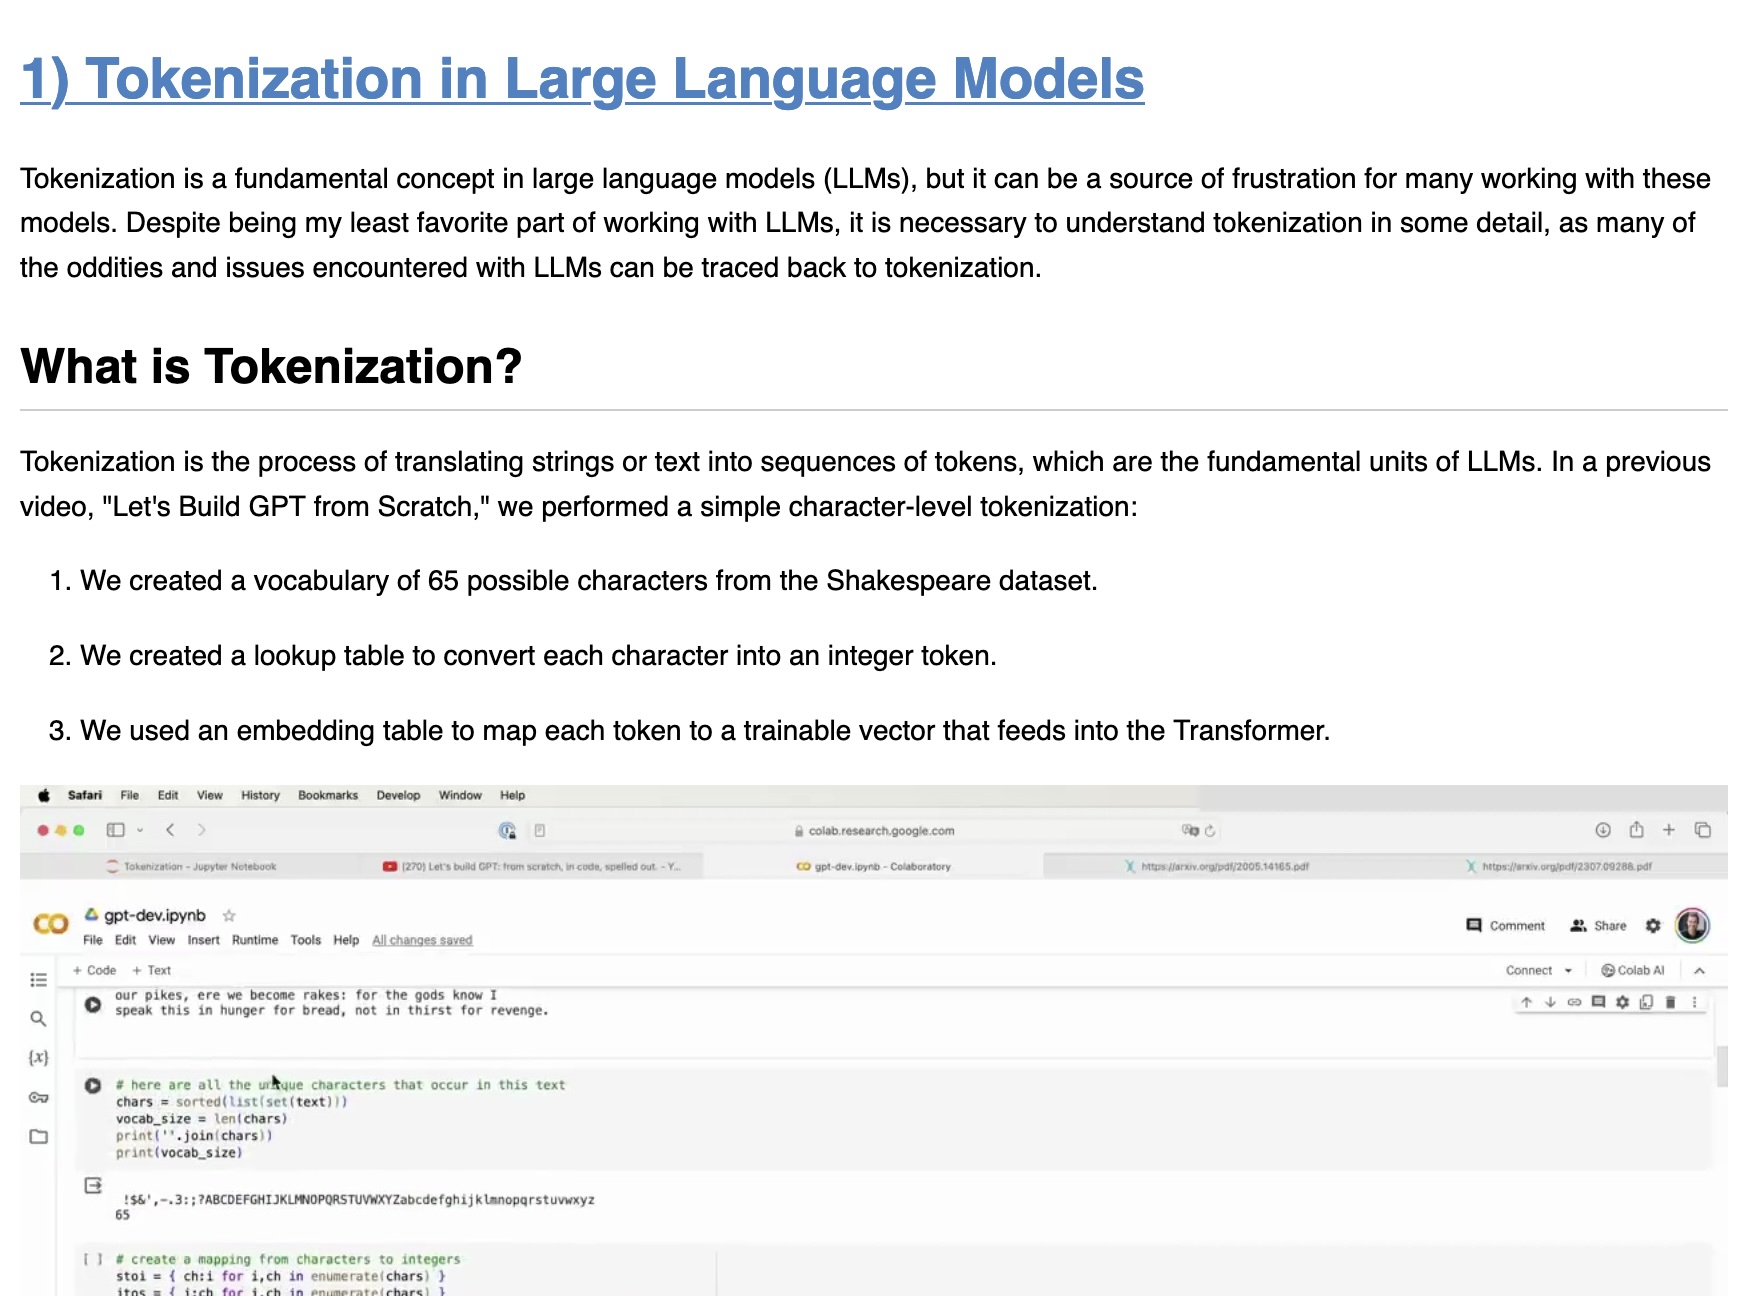 1) Tokenization in Large Language Models
Tokenization is a fundamental concept in large language models (LLMs), but it can be a source of frustration for many working with these
models. Despite being my least favorite part of working with LLMs, it is necessary to understand tokenization in some detail, as many of
the oddities and issues encountered with LLMs can be traced back to tokenization.
What is Tokenization?
Tokenization is the process of translating strings or text into sequences of tokens, which are the fundamental units of LLMs. In a previous
video, "Let's Build GPT from Scratch," we performed a simple character-level tokenization:
1. We created a vocabulary of 65 possible characters from the Shakespeare dataset.
2. We created a lookup table to convert each character into an integer token.
3. We used an embedding table to map each token to a trainable vector that feeds into the Transformer.
Safari File Edit View History Bookmarks Develop Window Help
colab.research.google.com
Tokenization - Jupyter Notebook (270) Let's build GPT: from scratch, in code, spelled out. - Y... gpt-dev.ipynb - Colaboratory https://arxiv.org/pdf/2005.14165.pdf https://arxiv.org/pdf/2307.09288.pdf
gpt-dev.ipynb
Comment Share
File Edit View Insert Runtime Tools Help All changes saved
+ Code + Text Connect Colab AI
our pikes, ere we become rakes: for the gods know I
speak this in hunger for bread, not in thirst for revenge.
{x}
# here are all the unique characters that occur in this text
chars = sorted(list(set(text)))
vocab_size = len(chars)
print(''.join(chars))
print(vocab_size)
!$&',-.3:;?ABCDEFGHIJKLMNOPQRSTUVWXYZabcdefghijklmnopqrstuvwxyz
65
[ ] # create a mapping from characters to integers
stoi = { ch:i for i,ch in enumerate(chars) }
itos = { i:ch for i,ch in enumerate(chars) }